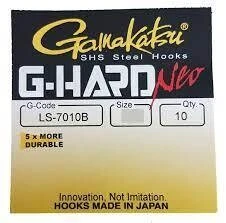 Gamakatsu
SHS Steel Hooks
G-HARD Neo
G-Code Size Qty.
LS-7010B 10
5 x MORE
DURABLE
Innovation, Not Imitation.
HOOKS MADE IN JAPAN